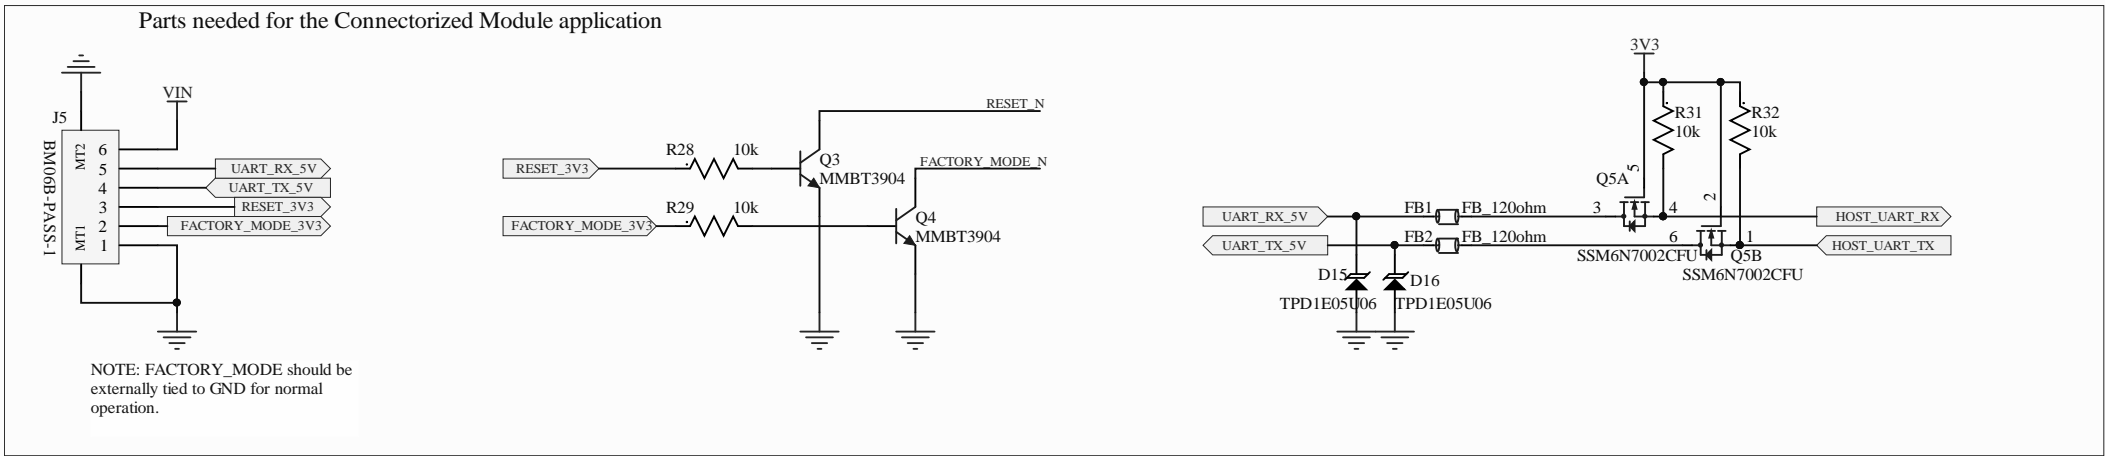 Parts needed for the Connectorized Module application
J5
BM06B-PASS-1
MT2
MT1
6
5
4
3
2
1
VIN
UART_RX_5V
UART_TX_5V
RESET_3V3
FACTORY_MODE_3V3
NOTE: FACTORY_MODE should be
externally tied to GND for normal
operation.
RESET_3V3
R28 10k
Q3
MMBT3904
RESET_N
FACTORY_MODE_3V3
R29 10k
Q4
MMBT3904
FACTORY_MODE_N
3V3
R31
10k
R32
10k
Q5A
5
2
UART_RX_5V
FB1 FB_120ohm
3 4
HOST_UART_RX
UART_TX_5V
FB2 FB_120ohm
6 1
HOST_UART_TX
SSM6N7002CFU
Q5B
SSM6N7002CFU
D15
TPD1E05U06
D16
TPD1E05U06